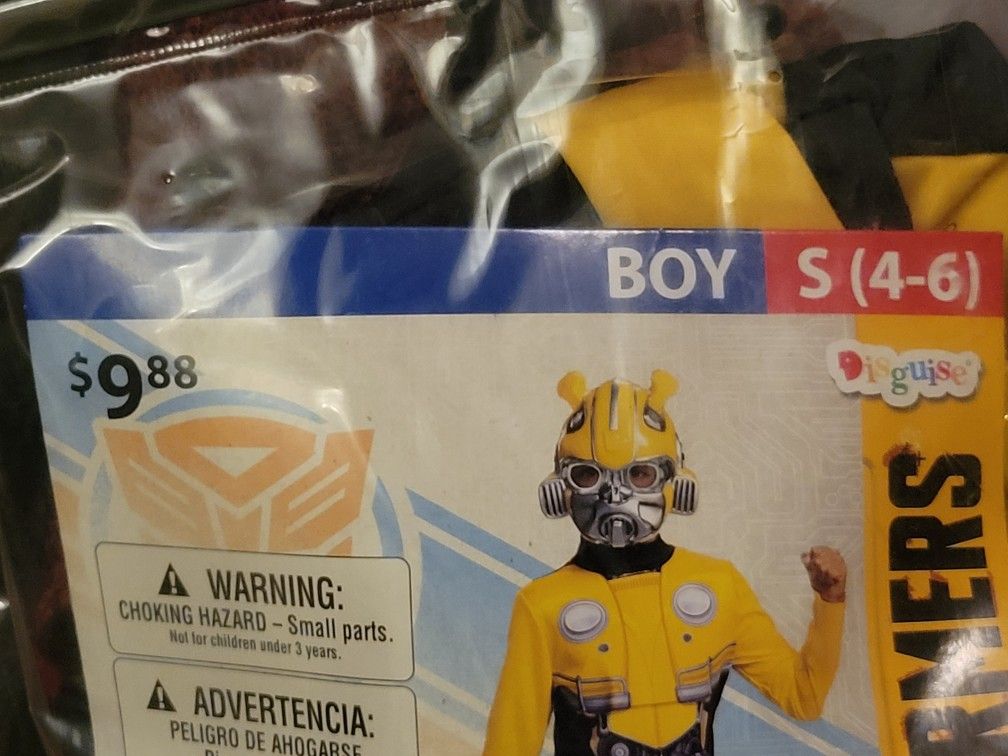 BOY S (4-6)
$9.88
Disguise
RMERS
WARNING:
CHOKING HAZARD – Small parts.
Not for children under 3 years.
ADVERTENCIA:
PELIGRO DE AHOGARSE